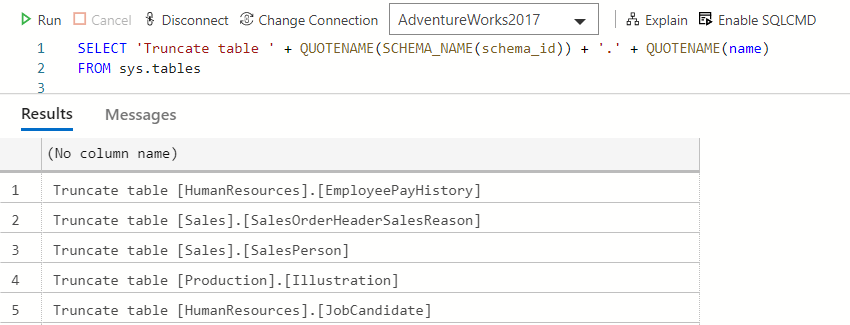 Run Cancel Disconnect Change Connection AdventureWorks2017 Explain Enable SQLCMD
1 SELECT 'Truncate table ' + QUOTENAME(SCHEMA_NAME(schema_id)) + '.' + QUOTENAME(name)
2 FROM sys.tables
3
Results Messages
(No column name)
1 Truncate table [HumanResources].[EmployeePayHistory]
2 Truncate table [Sales].[SalesOrderHeaderSalesReason]
3 Truncate table [Sales].[SalesPerson]
4 Truncate table [Production].[Illustration]
5 Truncate table [HumanResources].[JobCandidate]